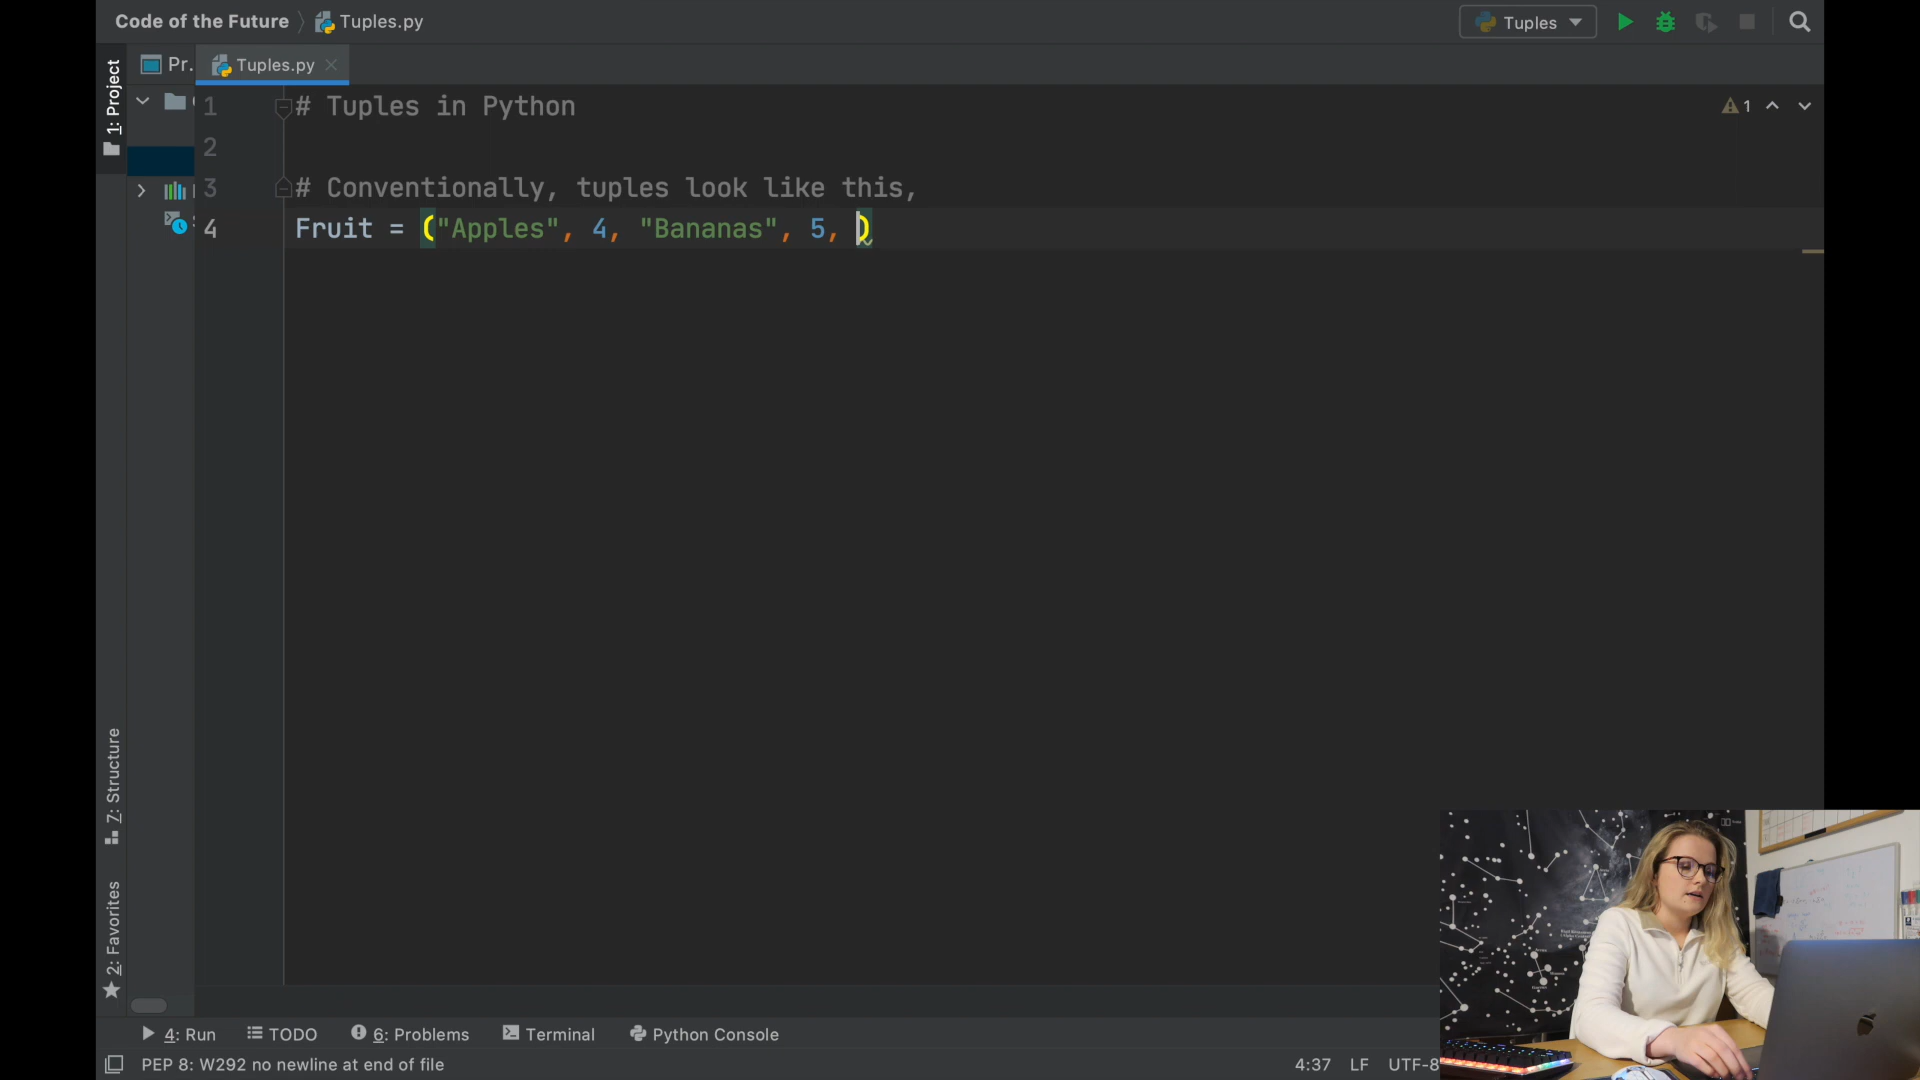 Code of the Future 〉 Tuples.py
Tuples
Pr.
Tuples.py
1: Project
1 # Tuples in Python
1
2
3 # Conventionally, tuples look like this,
4 Fruit = ("Apples", 4, "Bananas", 5, )
7: Structure
2: Favorites
4: Run
TODO
6: Problems
Terminal
Python Console
PEP 8: W292 no newline at end of file
4:37
LF
UTF-8